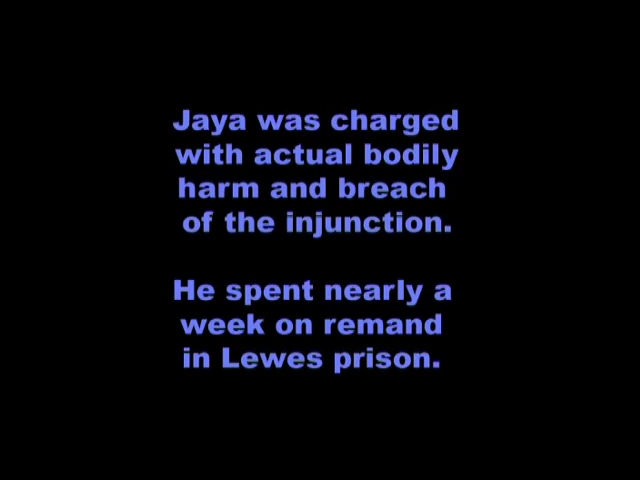 Jaya was charged
with actual bodily
harm and breach
of the injunction.
He spent nearly a
week on remand
in Lewes prison.